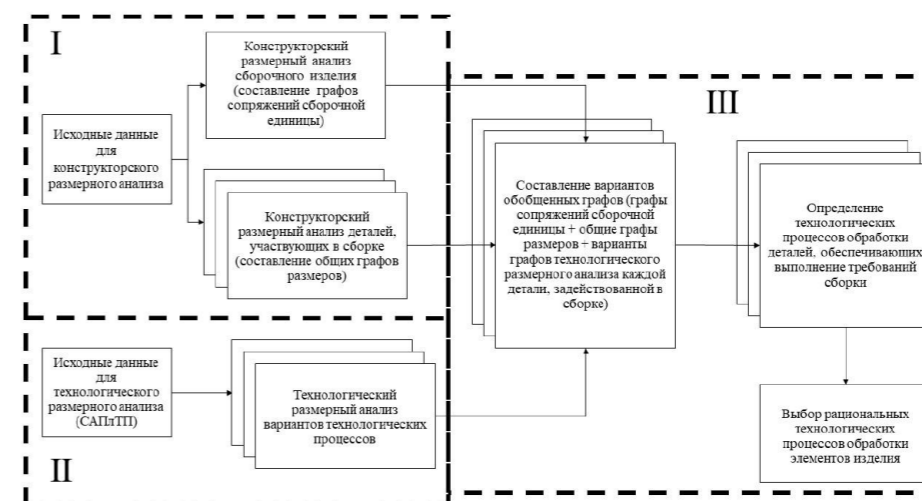 I
Конструкторский
размерный анализ
сборочного изделия
(составление графов
сопряжений сборочной
единицы)
Исходные данные
для
конструкторского
размерного анализа
Конструкторский
размерный анализ деталей,
участвующих в сборке
(составление общих графов
размеров)
Исходные данные
для
технологического
размерного анализа
(САПлТП)
Технологический
размерный анализ
вариантов технологических
процессов
II
III
Составление вариантов
обобщенных графов (графы
сопряжений сборочной
единицы + общие графы
размеров + варианты
графов технологического
размерного анализа каждой
детали, задействованной в
сборке)
Определение
технологических
процессов обработки
деталей, обеспечивающих
выполнение требований
сборки
Выбор рациональных
технологических
процессов обработки
элементов изделия